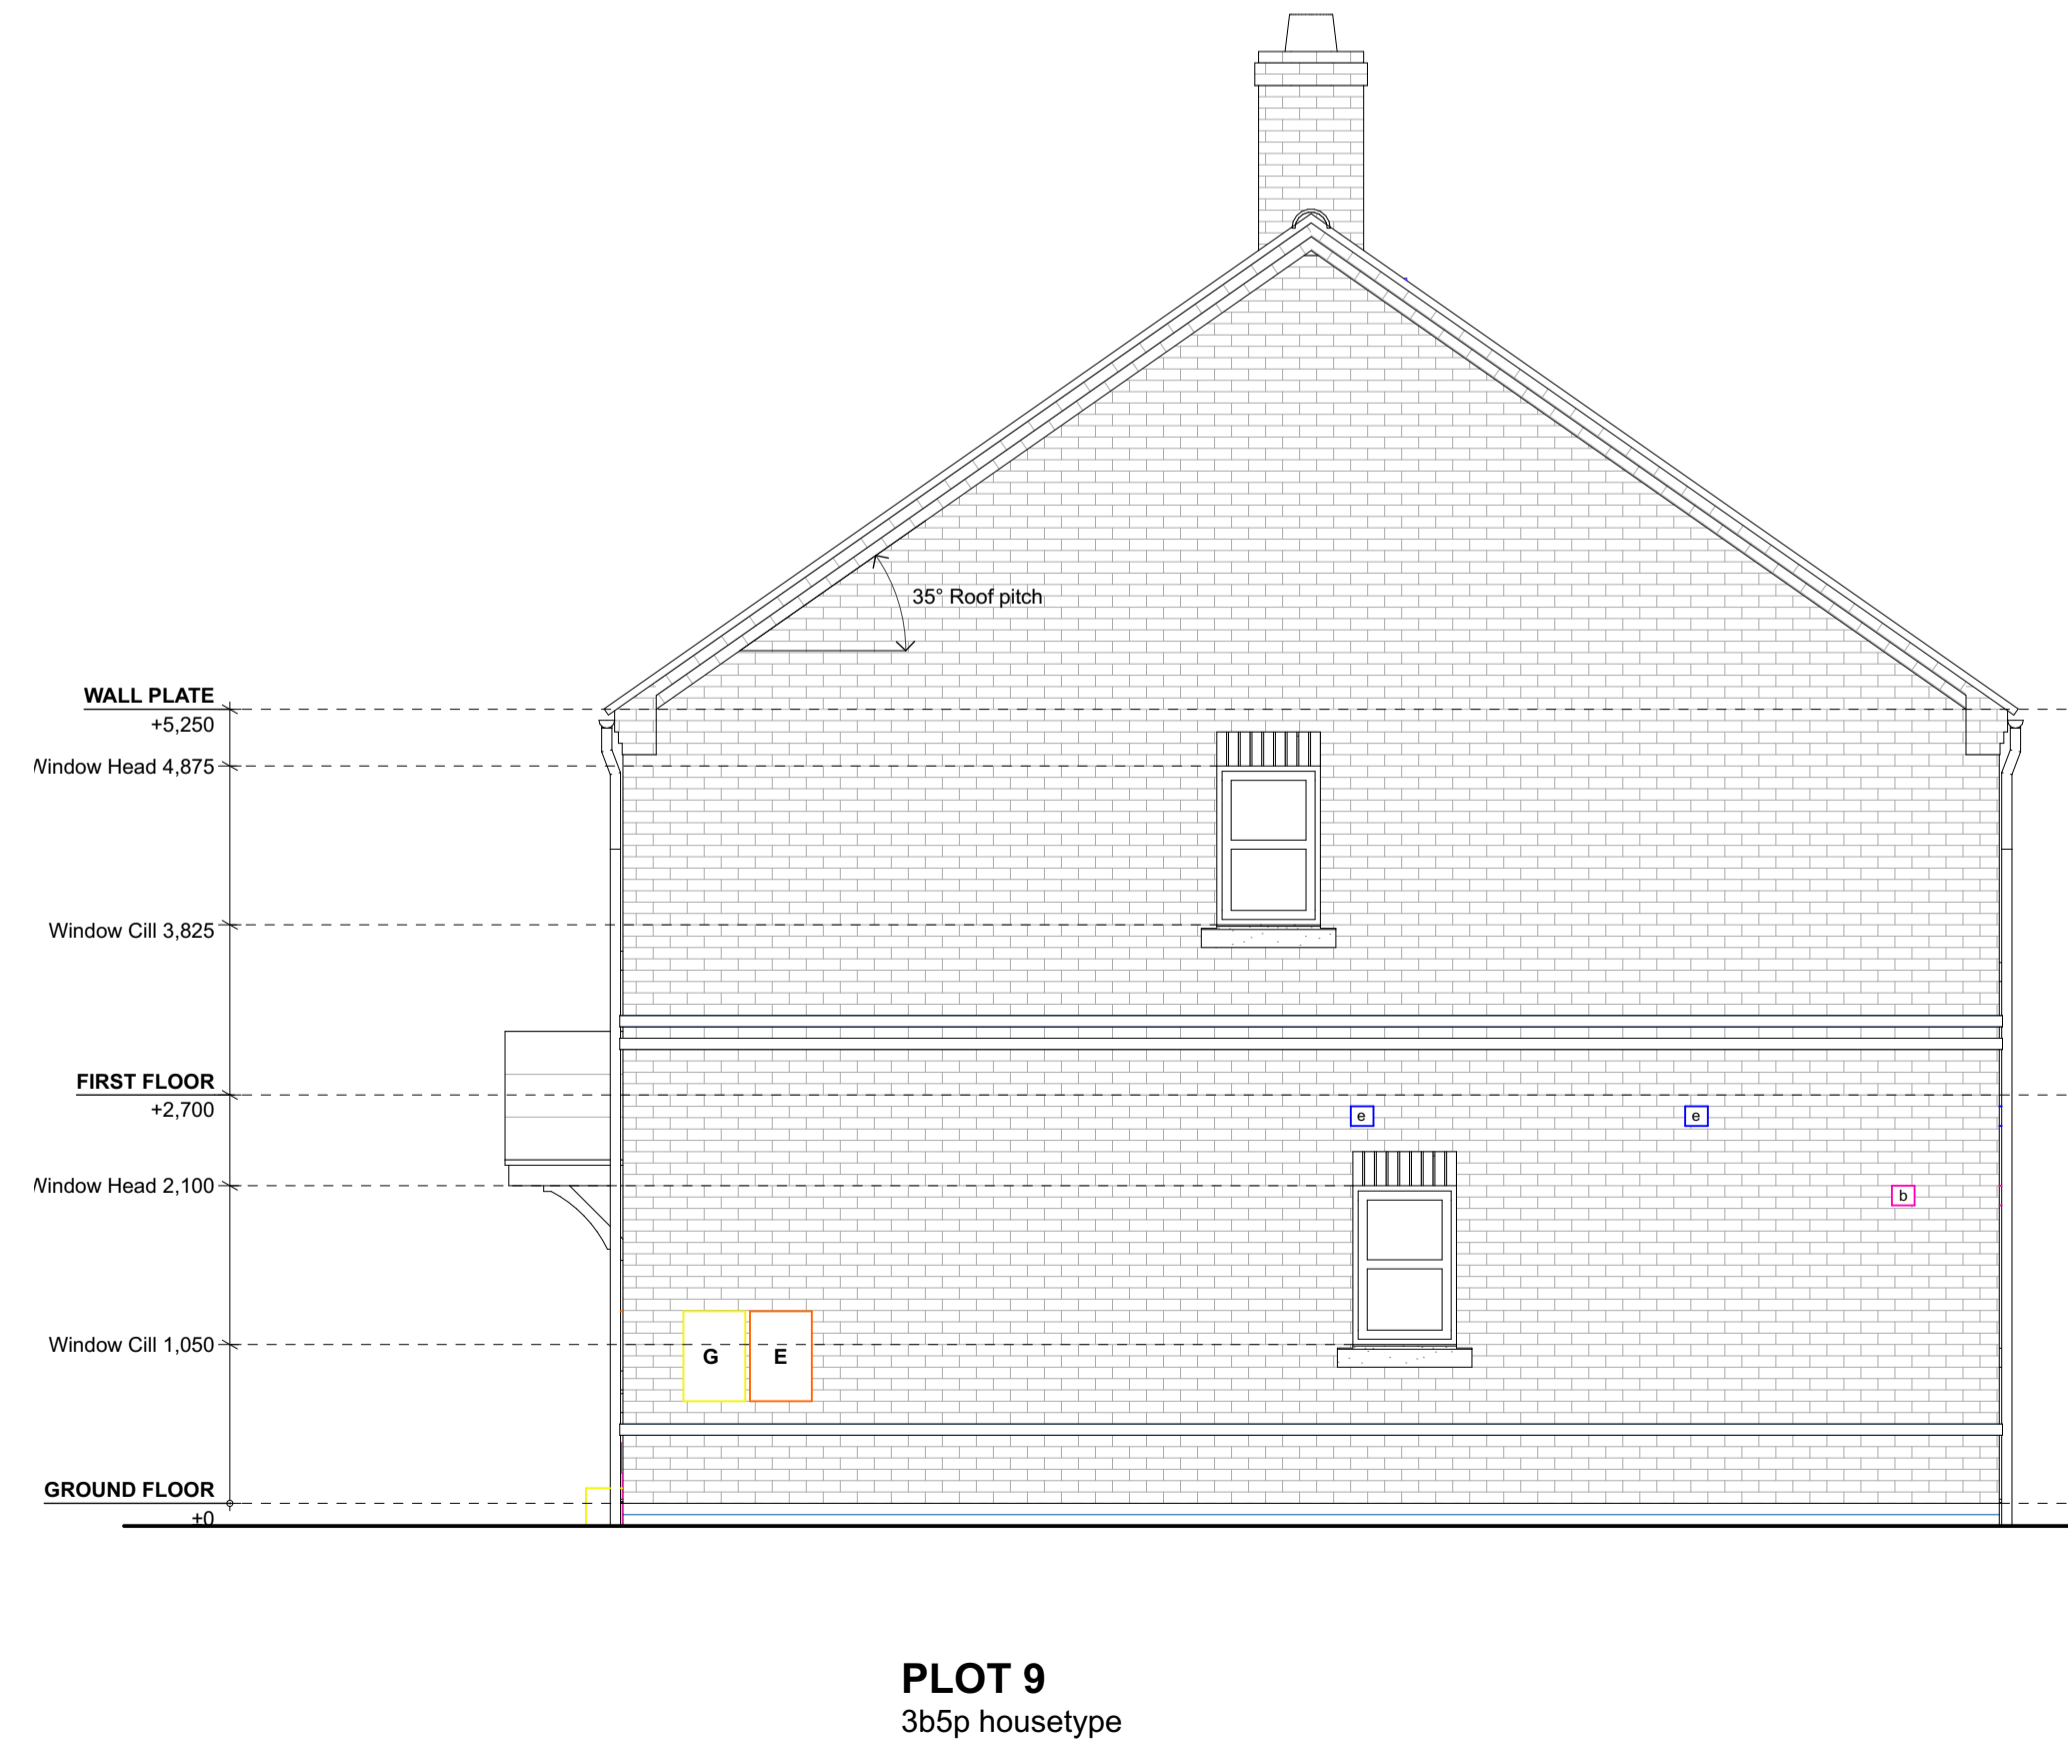 35° Roof pitch
WALL PLATE
+5,250
Window Head 4,875
Window Cill 3,825
FIRST FLOOR
+2,700
e
e
Window Head 2,100
b
Window Cill 1,050
G
E
GROUND FLOOR
+0
PLOT 9
3b5p housetype